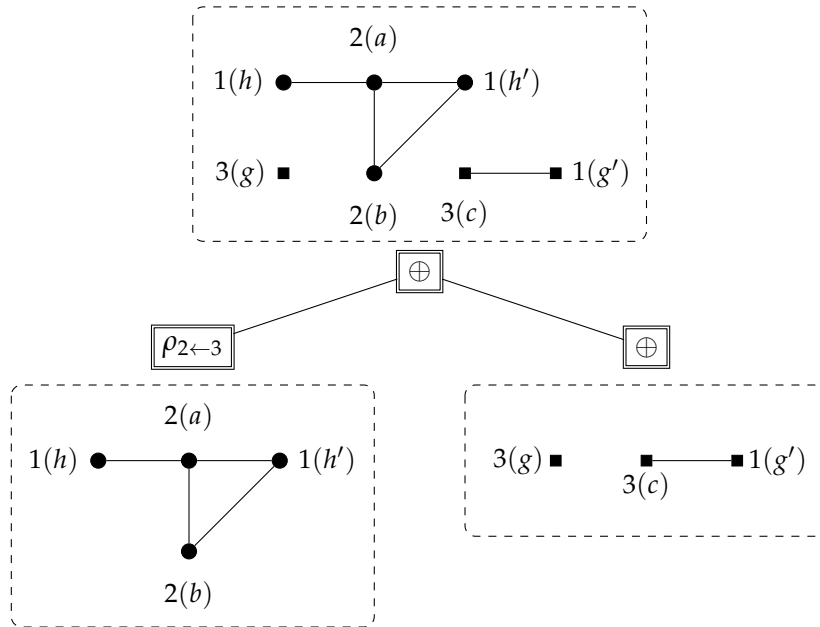 2(a)
1(h) 1(h′)
3(g) 1(g′)
2(b) 3(c)
⊕
ρ2←3 ⊕
2(a)
1(h) 1(h′) 3(g) 1(g′)
3(c)
2(b)